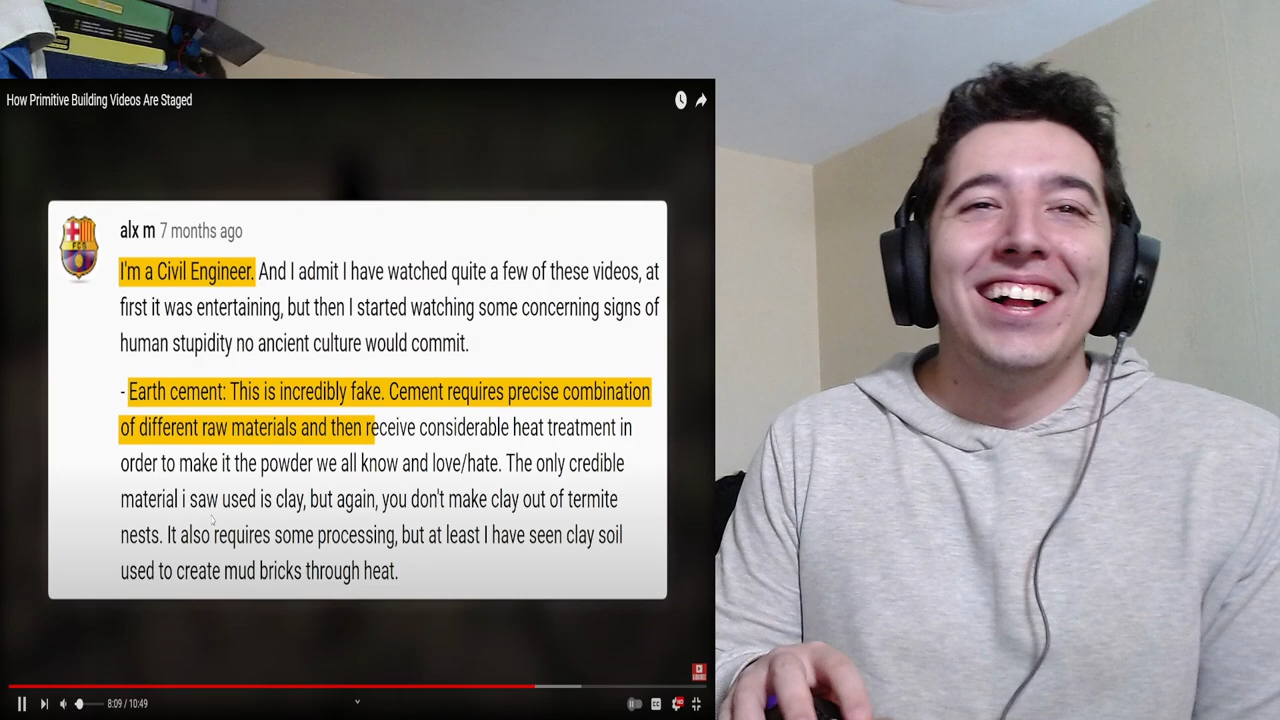 How Primitive Building Videos Are Staged
alx m 7 months ago
I'm a Civil Engineer. And I admit I have watched quite a few of these videos, at
first it was entertaining, but then I started watching some concerning signs of
human stupidity no ancient culture would commit.
- Earth cement: This is incredibly fake. Cement requires precise combination
of different raw materials and then receive considerable heat treatment in
order to make it the powder we all know and love/hate. The only credible
material i saw used is clay, but again, you don't make clay out of termite
nests. It also requires some processing, but at least I have seen clay soil
used to create mud bricks through heat.
8:09 / 10:49